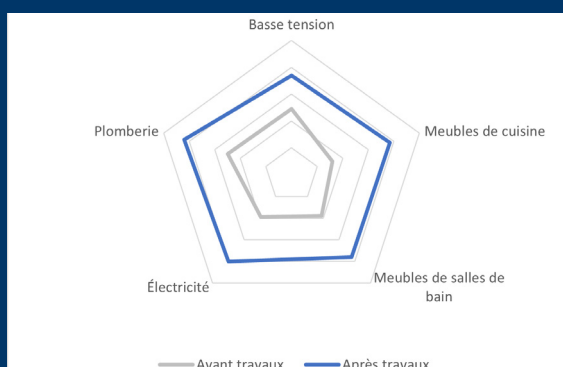 Basse tension
Plomberie
Meubles de cuisine
Électricité
Meubles de salles de
bain
Avant travaux
Après travaux